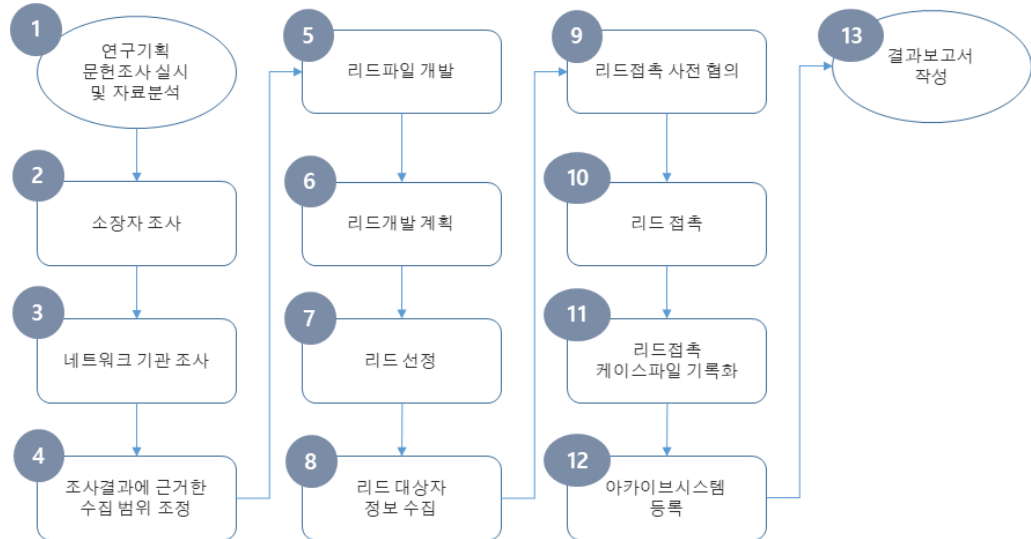 1
연구기획
문헌조사 실시
및 자료분석
2
소장자 조사
3
네트워크 기관 조사
4
조사결과에 근거한
수집 범위 조정
5
리드파일 개발
6
리드개발 계획
7
리드 선정
8
리드 대상자
정보 수집
9
리드접촉 사전 협의
10
리드 접촉
11
리드접촉
케이스파일 기록화
12
아카이브시스템
등록
13
결과보고서
작성